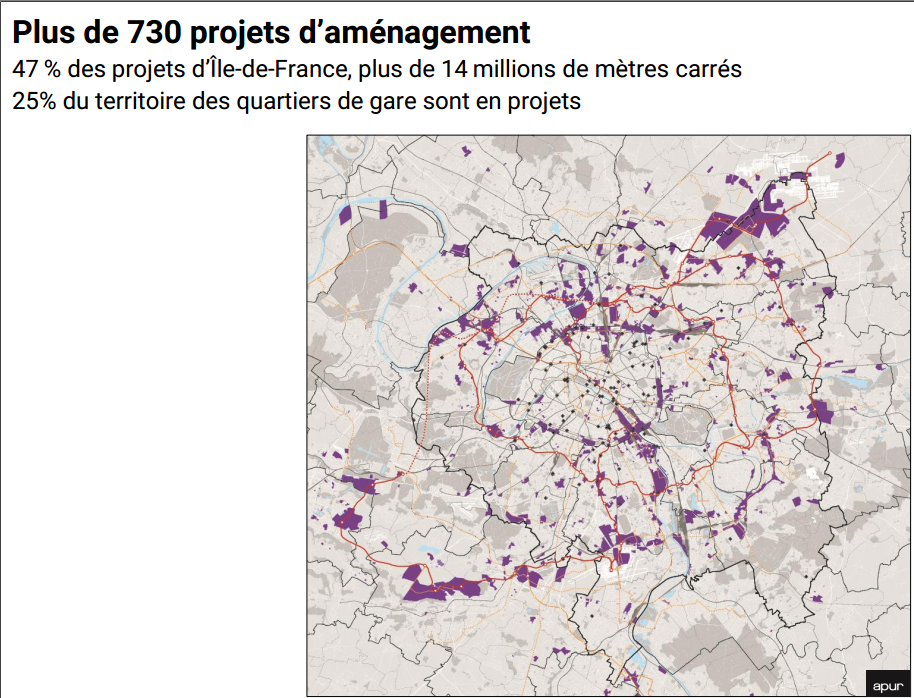 Plus de 730 projets d’aménagement
47 % des projets d’Île-de-France, plus de 14 millions de mètres carrés
25% du territoire des quartiers de gare sont en projets
apur